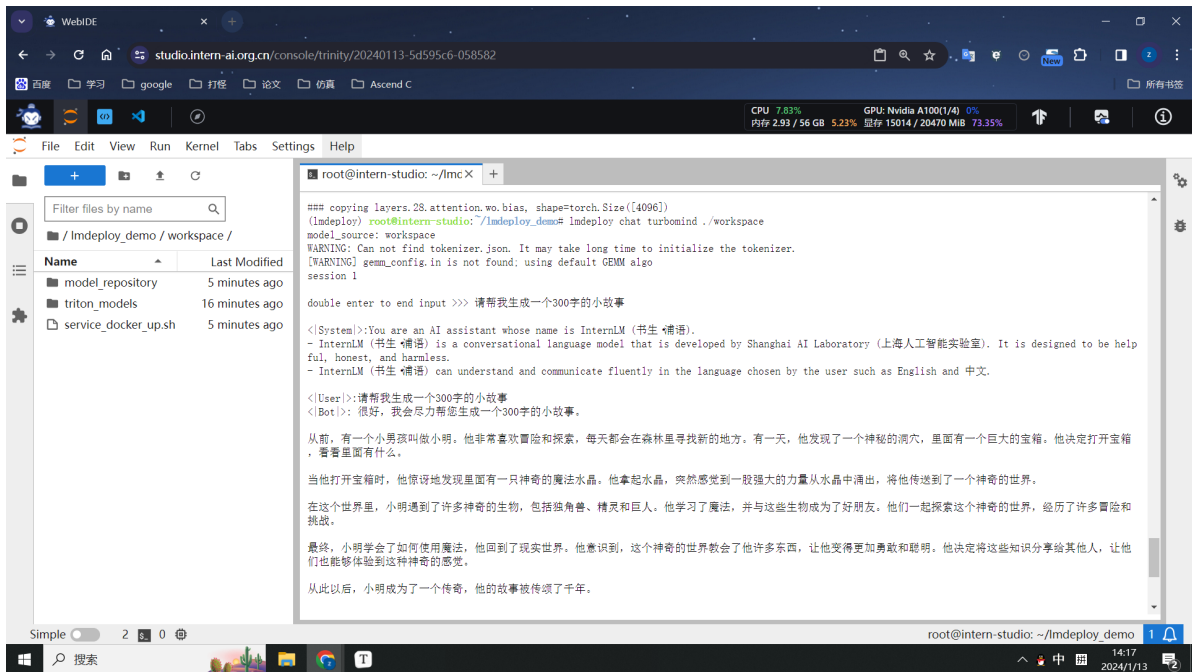 WebIDE
studio.intern-ai.org.cn/console/trinity/20240113-5d595c6-058582
New
z
百度 学习 google 打怪 论文 仿真 Ascend C 所有书签
CPU 7.83% GPU: Nvidia A100(1/4) 0%
内存 2.93 / 56 GB 5.23% 显存 15014 / 20470 MiB 73.35%
File Edit View Run Kernel Tabs Settings Help
root@intern-studio: ~/lmc
Filter files by name
/ lmdeploy_demo / workspace /
Name Last Modified
model_repository 5 minutes ago
triton_models 16 minutes ago
service_docker_up.sh 5 minutes ago
### copying layers.28.attention.wo.bias, shape=torch.Size([4096])
(lmdeploy) root@intern-studio:~/lmdeploy_demo# lmdeploy chat turbomind ./workspace
model_source: workspace
WARNING: Can not find tokenizer.json. It may take long time to initialize the tokenizer.
[WARNING] gemm_config.in is not found; using default GEMM algo
session 1
double enter to end input >>> 请帮我生成一个300字的小故事
<|System|>:You are an AI assistant whose name is InternLM (书生·浦语).
- InternLM (书生·浦语) is a conversational language model that is developed by Shanghai AI Laboratory (上海人工智能实验室). It is designed to be help
ful, honest, and harmless.
- InternLM (书生·浦语) can understand and communicate fluently in the language chosen by the user such as English and 中文.
<|User|>:请帮我生成一个300字的小故事
<|Bot|>: 很好，我会尽力帮您生成一个300字的小故事。
从前，有一个小男孩叫做小明。他非常喜欢冒险和探索，每天都会在森林里寻找新的地方。有一天，他发现了一个神秘的洞穴，里面有一个巨大的宝箱。他决定打开宝箱
，看看里面有什么。
当他打开宝箱时，他惊讶地发现里面有一只神奇的魔法水晶。他拿起水晶，突然感觉到一股强大的力量从水晶中涌出，将他传送到了一个神奇的世界。
在这个世界里，小明遇到了许多神奇的生物，包括独角兽、精灵和巨人。他学习了魔法，并与这些生物成为了好朋友。他们一起探索这个神奇的世界，经历了许多冒险和
挑战。
最终，小明学会了如何使用魔法，他回到了现实世界。他意识到，这个神奇的世界教会了他许多东西，让他变得更加勇敢和聪明。他决定将这些知识分享给其他人，让他
们也能够体验到这种神奇的感觉。
从此以后，小明成为了一个传奇，他的故事被传颂了千年。
Simple 2 0 root@intern-studio: ~/lmdeploy_demo 1
搜索 T 中 14:17
2024/1/13 2